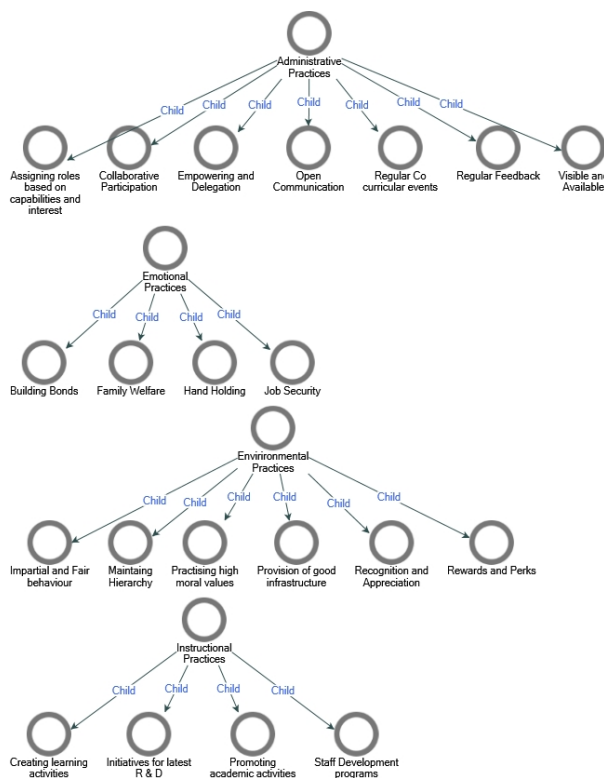 Administrative
Practices
Child Child Child Child Child Child Child
Assigning roles
based on
capabilities and
interest
Collaborative
Participation
Empowering and
Delegation
Open
Communication
Regular Co
curricular events
Regular Feedback
Visible and
Available
Emotional
Practices
Child Child Child Child
Building Bonds
Family Welfare
Hand Holding
Job Security
Envirironmental
Practices
Child Child Child Child Child Child
Impartial and Fair
behaviour
Maintaing
Hierarchy
Practising high
moral values
Provision of good
infrastructure
Recognition and
Appreciation
Rewards and Perks
Instructional
Practices
Child Child Child Child
Creating learning
activities
Initiatives for latest
R & D
Promoting
academic activities
Staff Development
programs